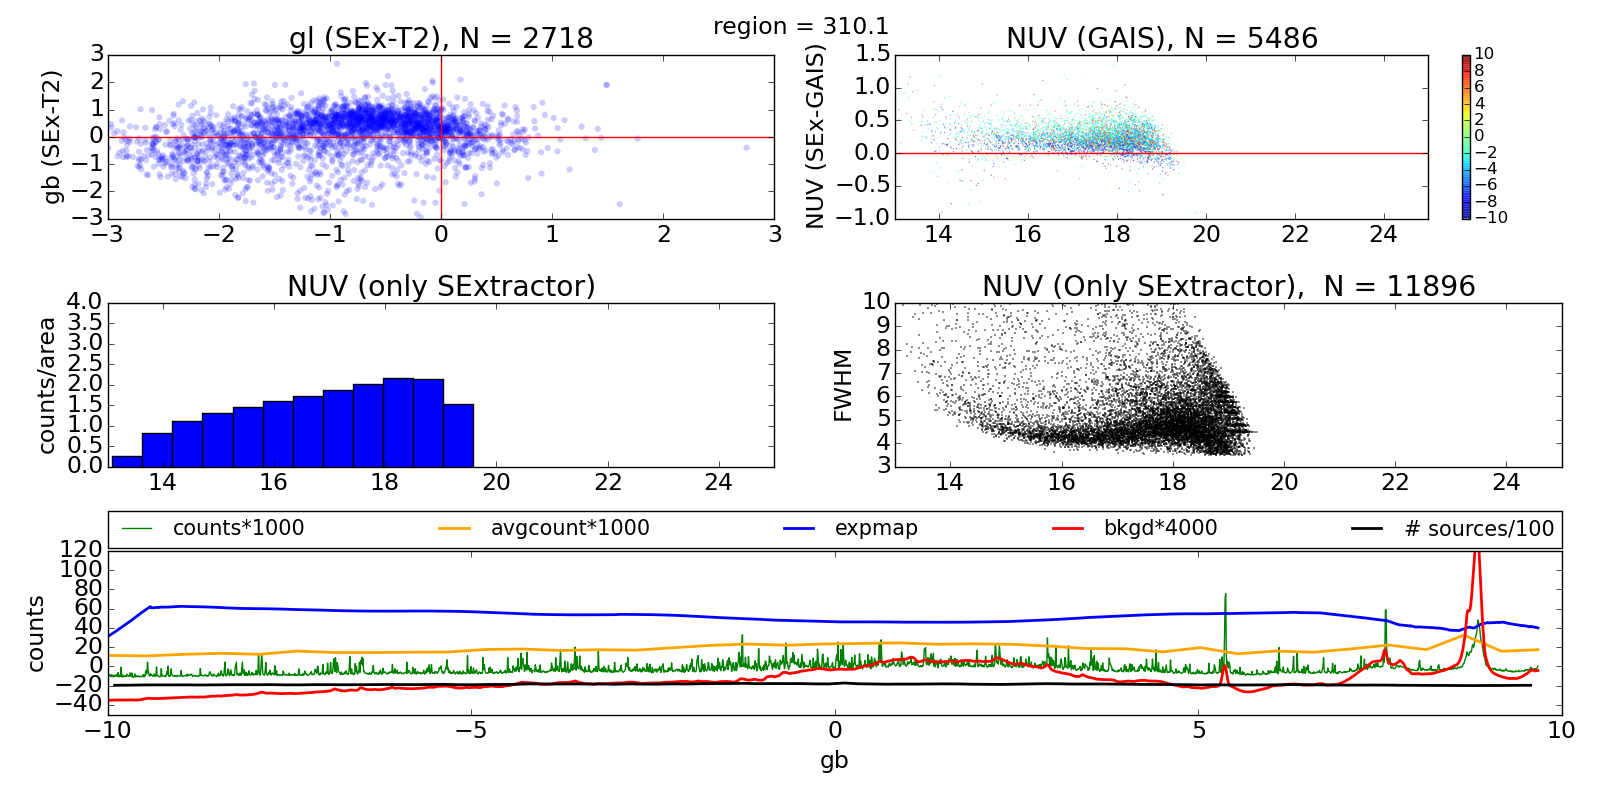 region = 310.1
gl (SEx-T2), N = 2718
NUV (GAIS), N = 5486
gb (SEx-T2)
3
2
1
0
−1
−2
−3
−3 −2 −1 0 1 2 3
NUV (SEx-GAIS)
1.5
1.0
0.5
0.0
−0.5
−1.0
14 16 18 20 22 24
10
8
6
4
2
0
−2
−4
−6
−8
−10
NUV (only SExtractor)
counts/area
4.0
3.5
3.0
2.5
2.0
1.5
1.0
0.5
0.0
14 16 18 20 22 24
NUV (Only SExtractor),  N = 11896
FWHM
10
9
8
7
6
5
4
3
14 16 18 20 22 24
counts*1000 avgcount*1000 expmap bkgd*4000 # sources/100
counts
120
100
80
60
40
20
0
−20
−40
−10 −5 0 5 10
gb